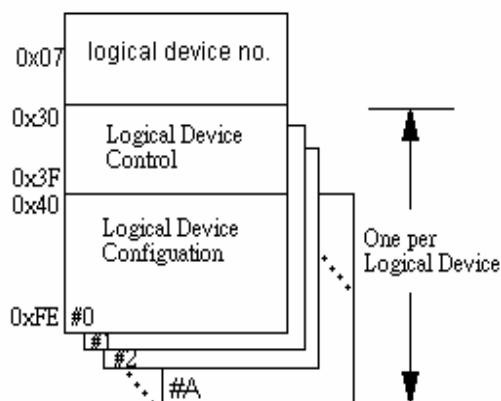 logical device no.
0x07
0x30
Logical Device
Control
0x3F
0x40
Logical Device
Configuation
One per
Logical Device
0xFE
#0
#1
#2
#A